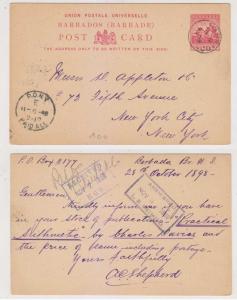 UNION POSTALE UNIVERSELLE
BARBADOS (BARBADE)
POST CARD
THE ADDRESS ONLY TO BE WRITTEN ON THIS SIDE
Messrs D. Appleton & Co
72 Fifth Avenue
New York City
New York.
P.O.N.Y.
PAID ALL
P.O. Box 
Barbados B. W. I.
28th October 1898.
Gentlemen,
Kindly inform me if you have
in your stock of publications "Practical
Arithmetic" by Charles Davies and
the price of same including postage.
Yours faithfully
A C Shepherd